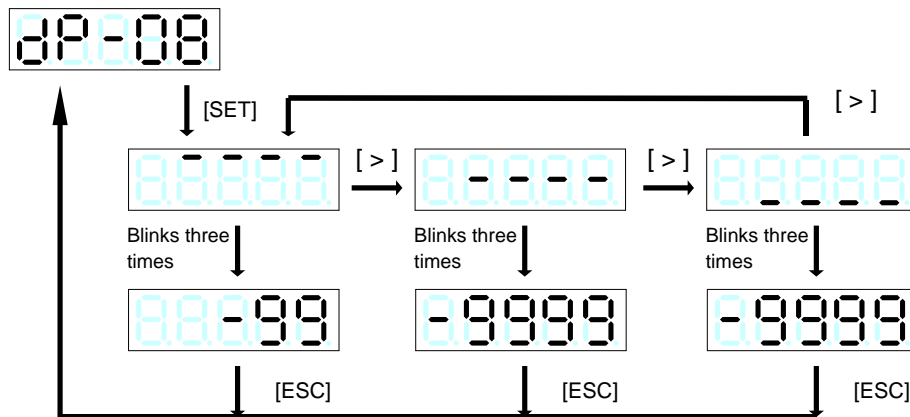 dP-08
[SET]
[ > ]
- - - -
[ > ]
- - - -
[ > ]
- - - -
Blinks three
times
Blinks three
times
Blinks three
times
-99
-9999
-9999
[ESC]
[ESC]
[ESC]